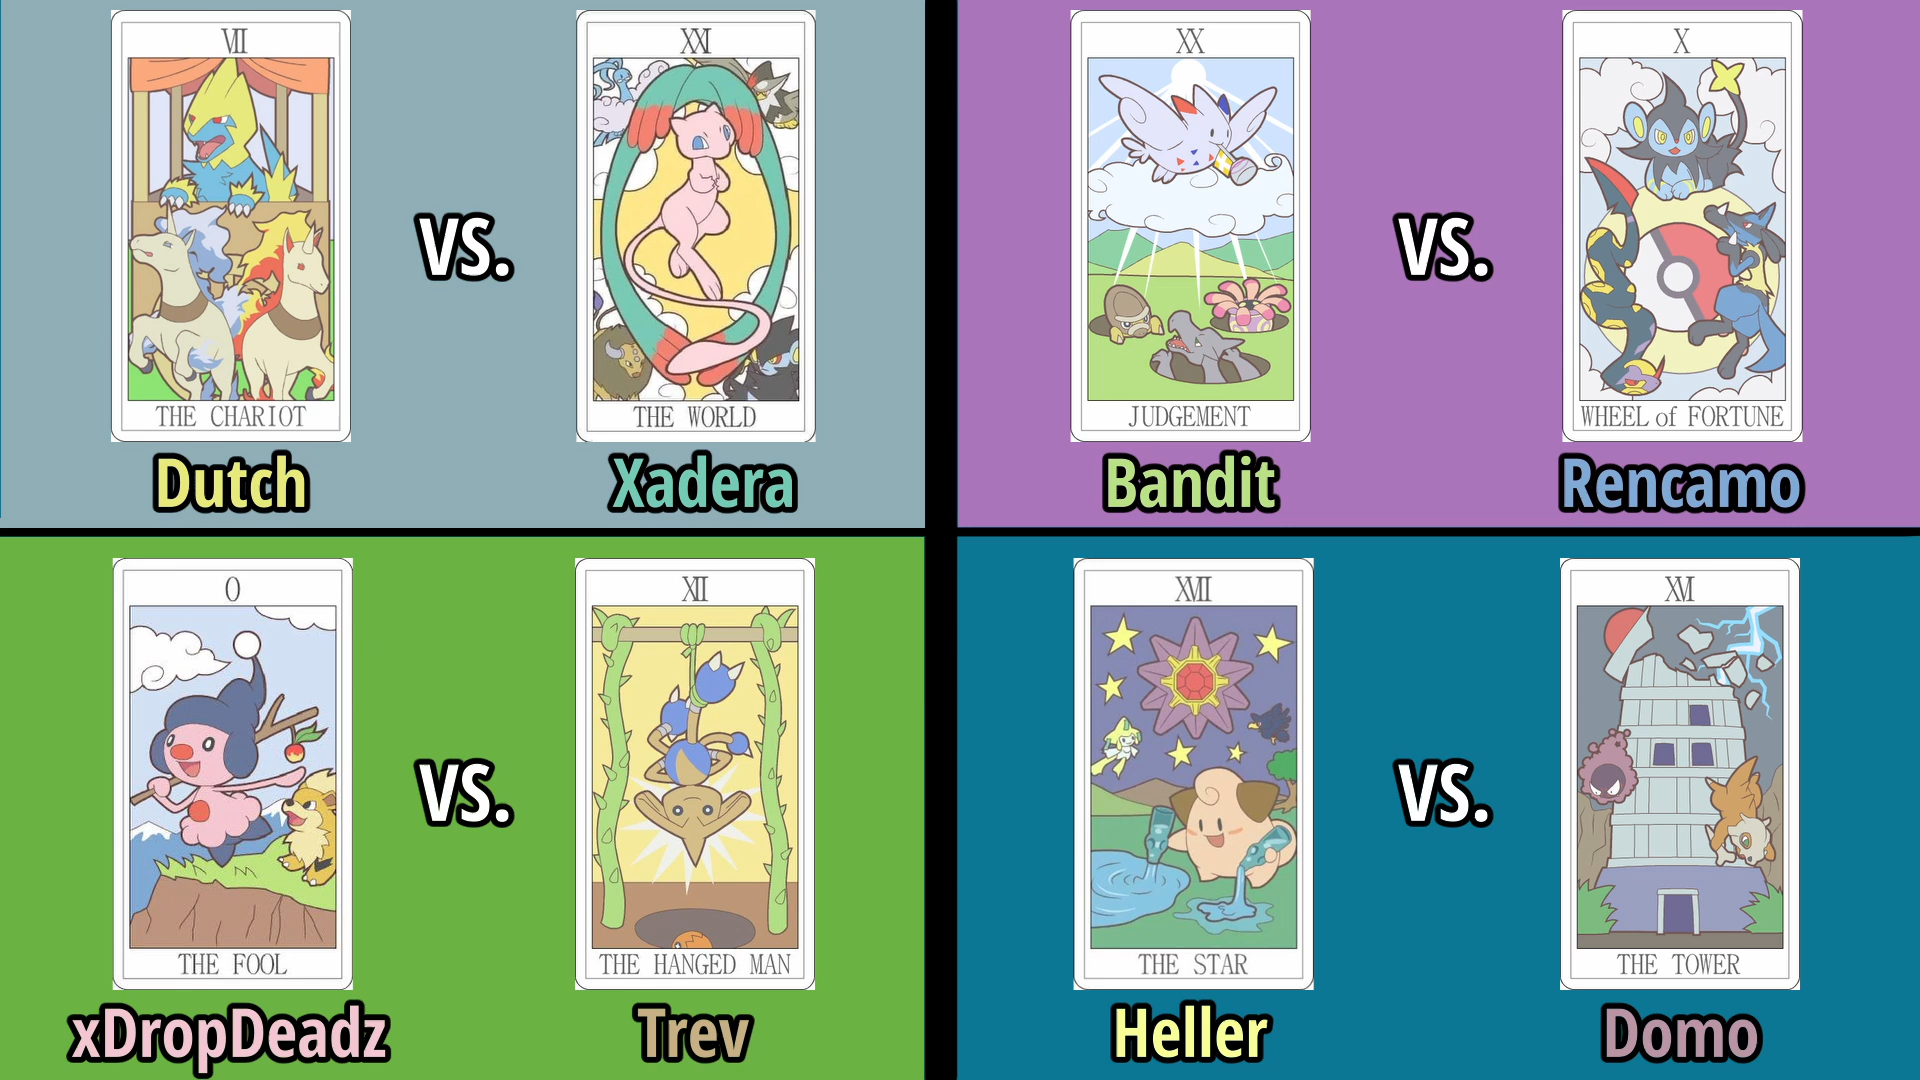 VII
THE CHARIOT
VS.
XXI
THE WORLD
Dutch
Xadera
XX
JUDGEMENT
VS.
X
WHEEL of FORTUNE
Bandit
Rencamo
0
THE FOOL
VS.
XII
THE HANGED MAN
xDropDeadz
Trev
XVII
THE STAR
VS.
XVI
THE TOWER
Heller
Domo